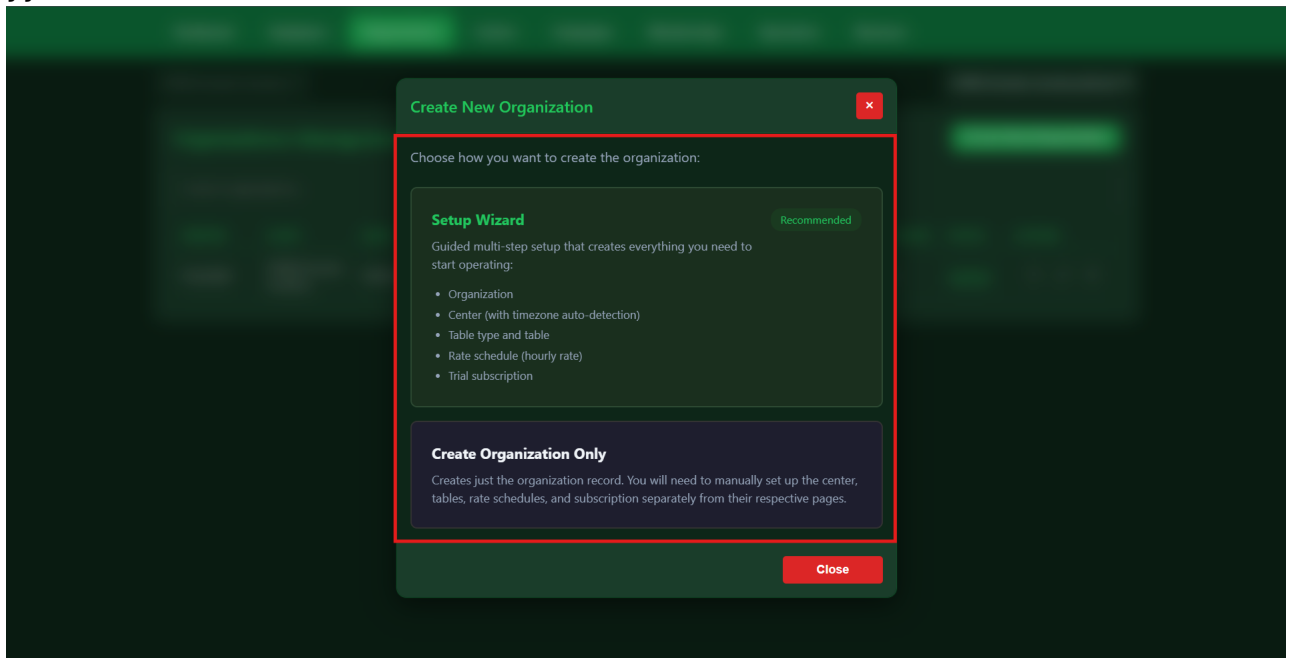 Create New Organization
×
Choose how you want to create the organization:
Setup Wizard
Recommended
Guided multi-step setup that creates everything you need to
start operating:
• Organization
• Center (with timezone auto-detection)
• Table type and table
• Rate schedule (hourly rate)
• Trial subscription
Create Organization Only
Creates just the organization record. You will need to manually set up the center,
tables, rate schedules, and subscription separately from their respective pages.
Close